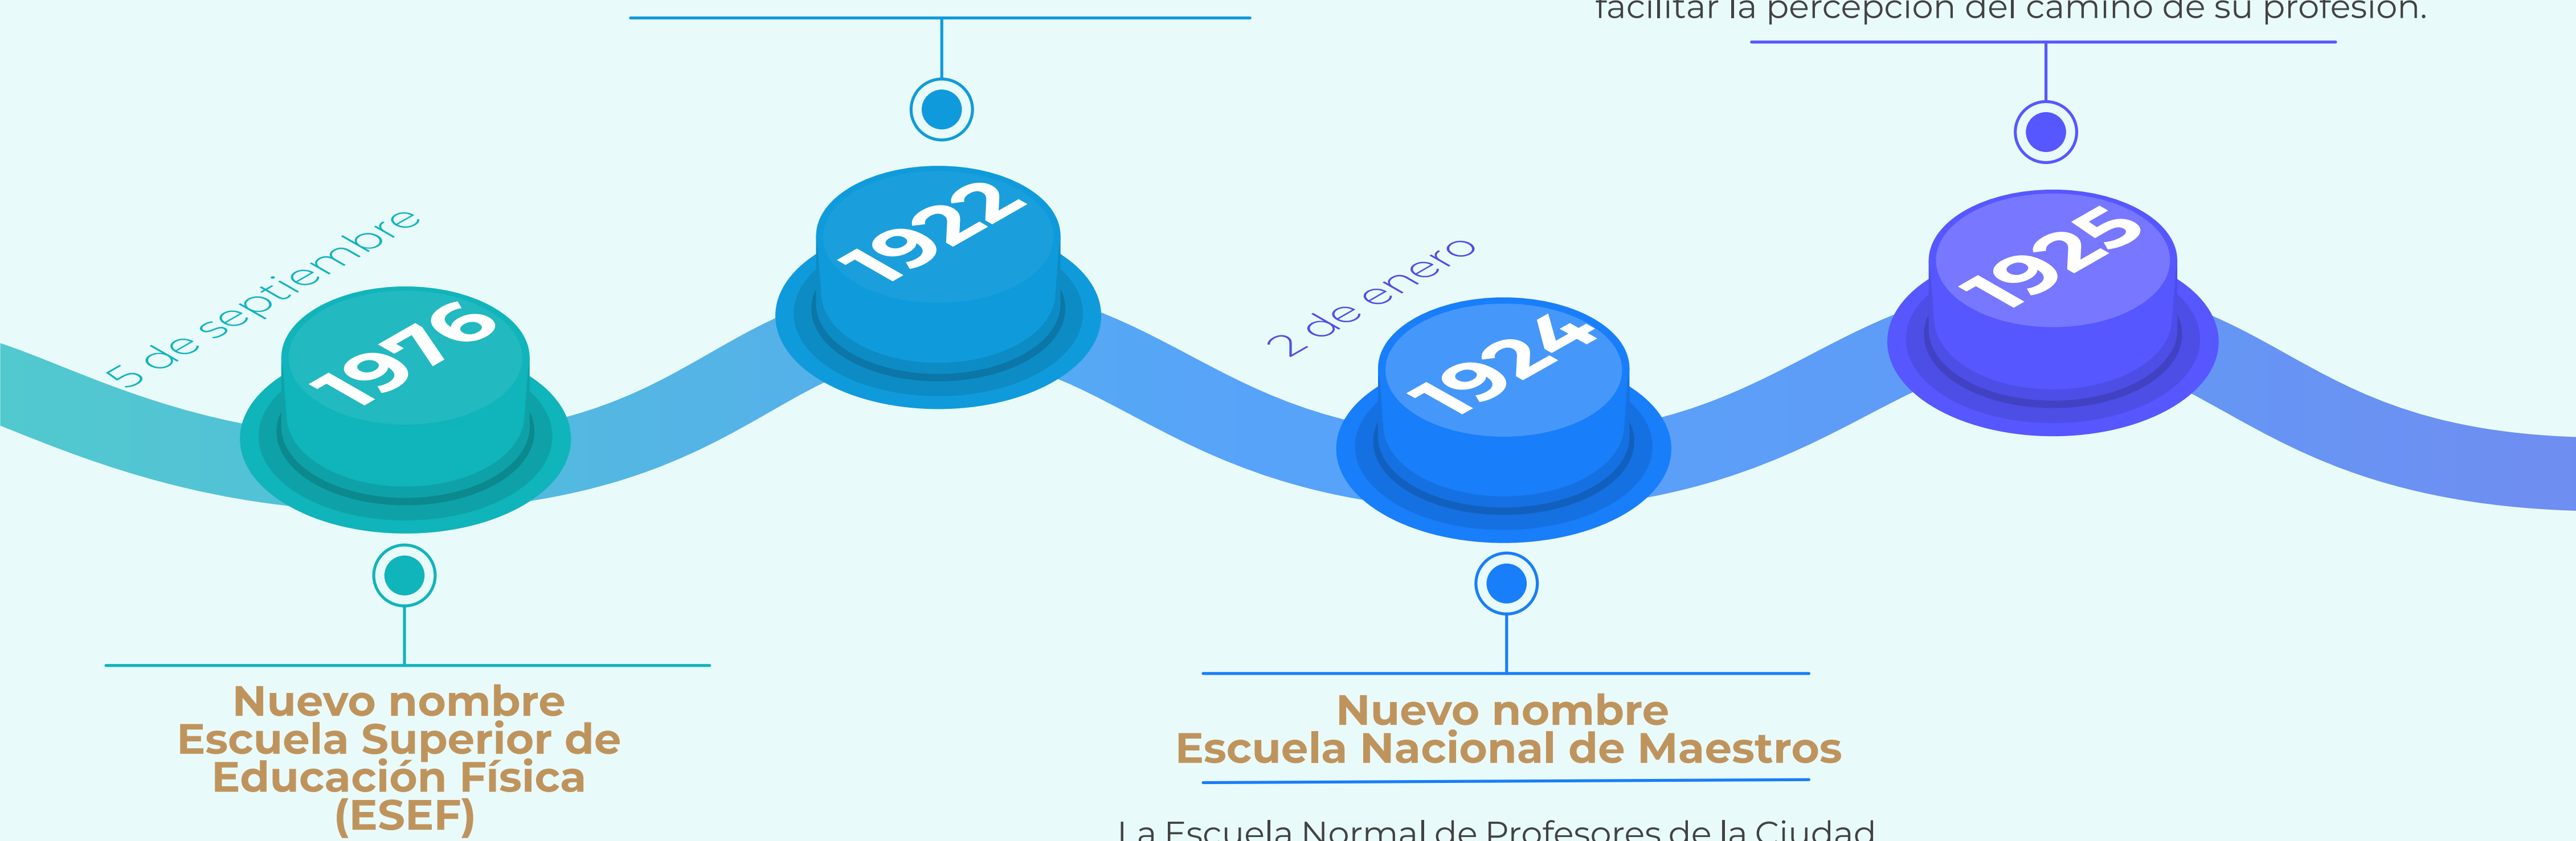 facilitar la percepción del camino de su profesión.
5 de septiembre
1976
1922
2 de enero
1924
1925
Nuevo nombre
Escuela Superior de
Educación Física
(ESEF)
Nuevo nombre
Escuela Nacional de Maestros
La Escuela Normal de Profesores de la Ciudad